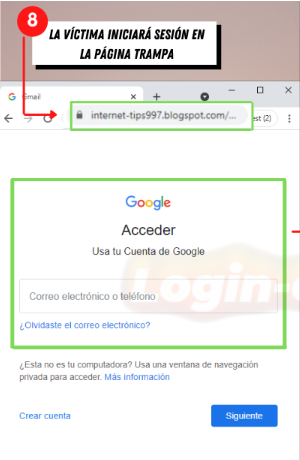 8
LA VÍCTIMA INICIARÁ SESIÓN EN
LA PÁGINA TRAMPA
G Email
internet-tips997.blogspot.com/...
est (2)
Google
Acceder
Usa tu Cuenta de Google
Correo electrónico o teléfono
Login-
¿Olvidaste el correo electrónico?
¿Esta no es tu computadora? Usa una ventana de navegación
privada para acceder. Más información
Crear cuenta
Siguiente